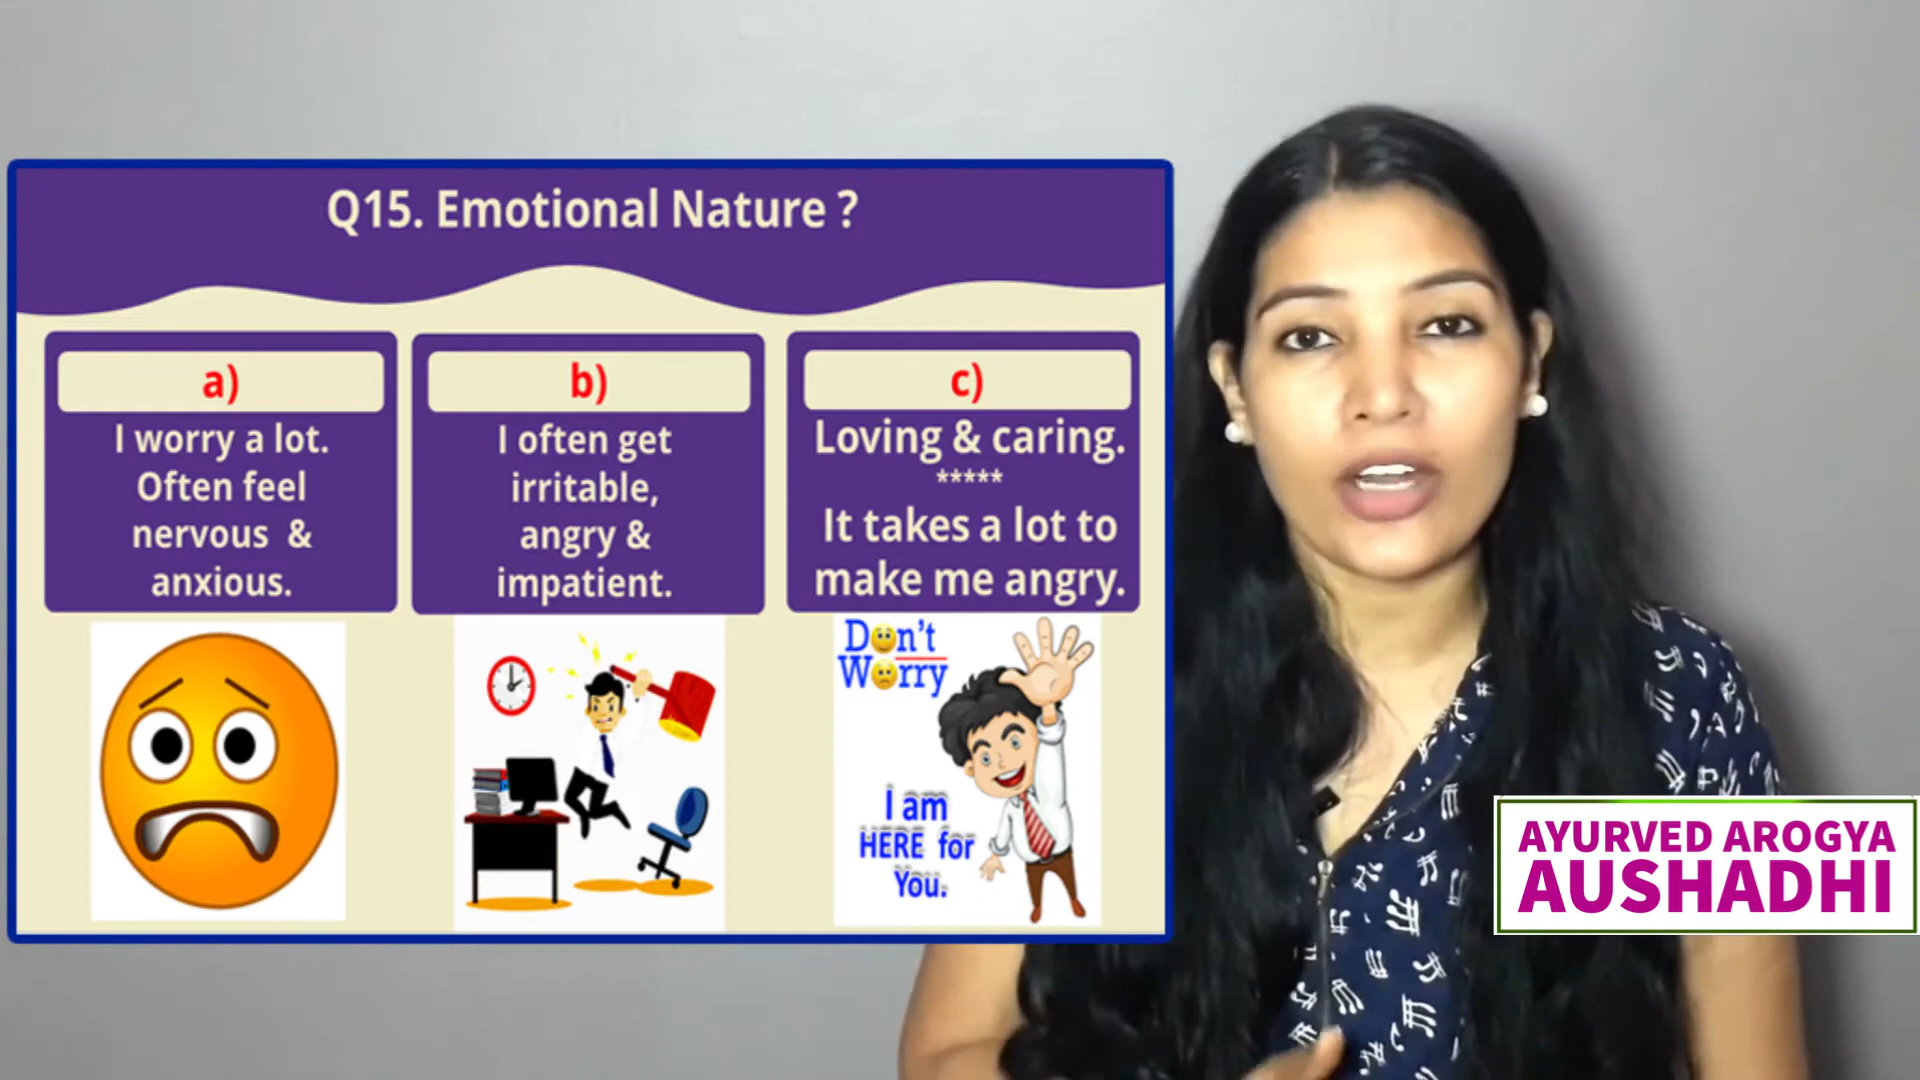 Q15. Emotional Nature ?
a)
I worry a lot.
Often feel
nervous &
anxious.
b)
I often get
irritable,
angry &
impatient.
c)
Loving & caring.
*****
It takes a lot to
make me angry.
Don't
Worry
I am
HERE for
You.
AYURVED AROGYA
AUSHADHI